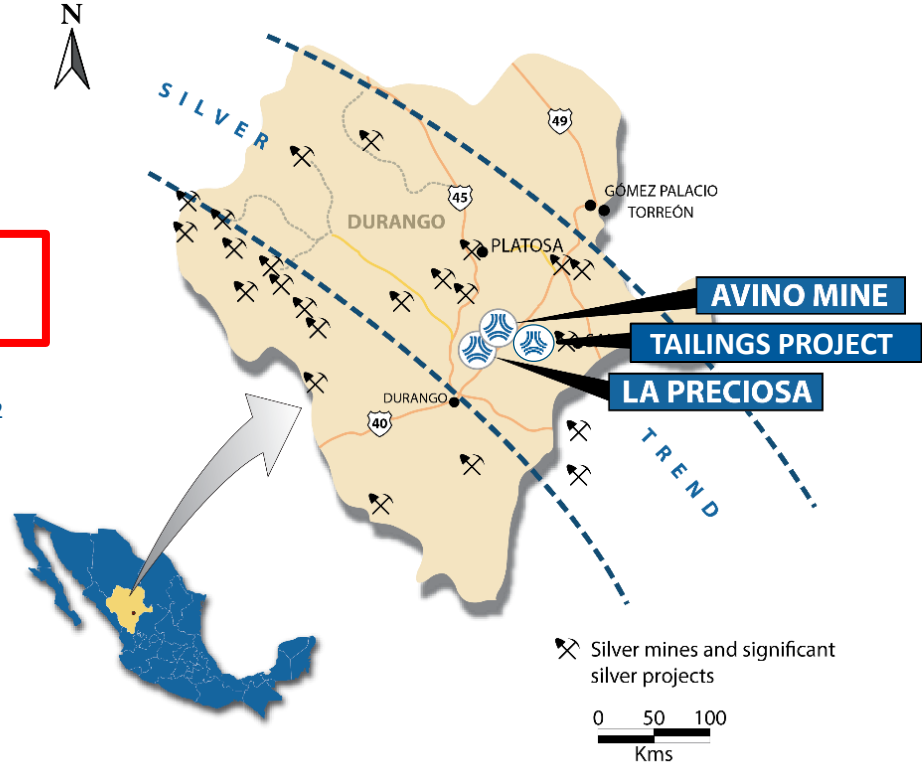 N
SILVER
49
45
GÓMEZ PALACIO
TORREÓN
DURANGO
PLATOSA
AVINO MINE
TAILINGS PROJECT
LA PRECIOSA
DURANGO
40
TREND
2
Silver mines and significant
silver projects
0 50 100
Kms